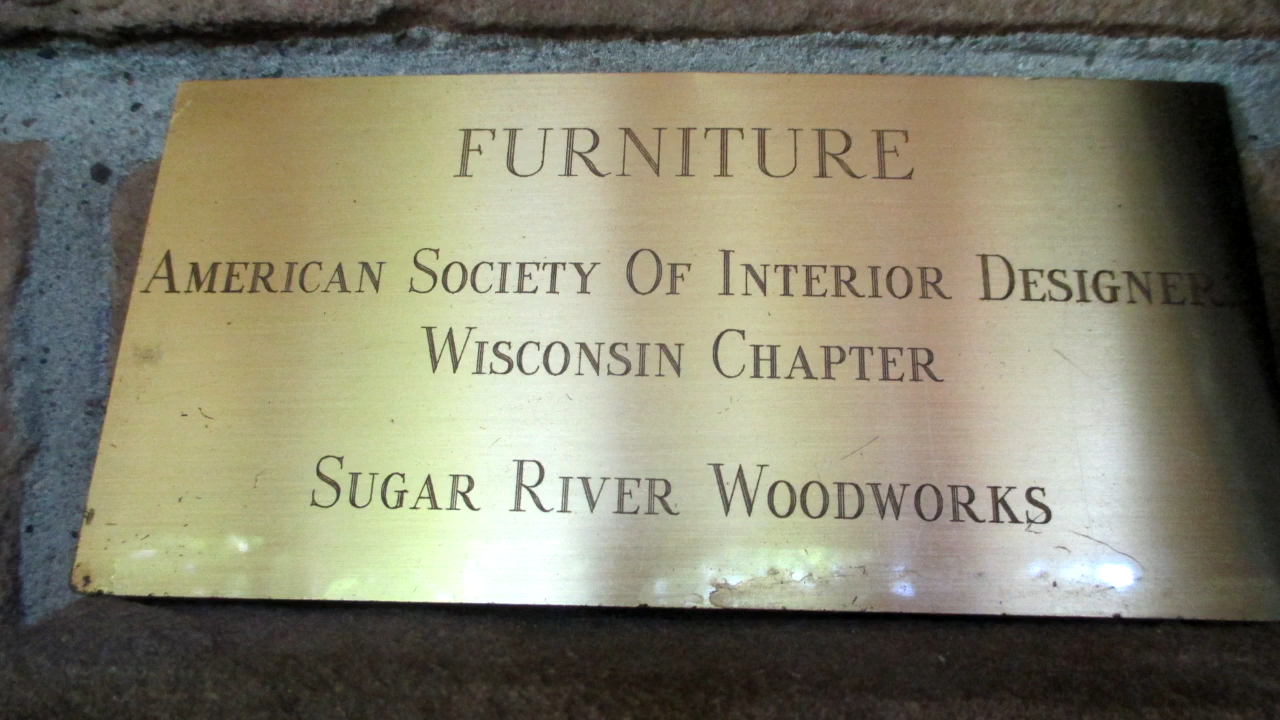 FURNITURE
AMERICAN SOCIETY OF INTERIOR DESIGNERS
WISCONSIN CHAPTER
SUGAR RIVER WOODWORKS